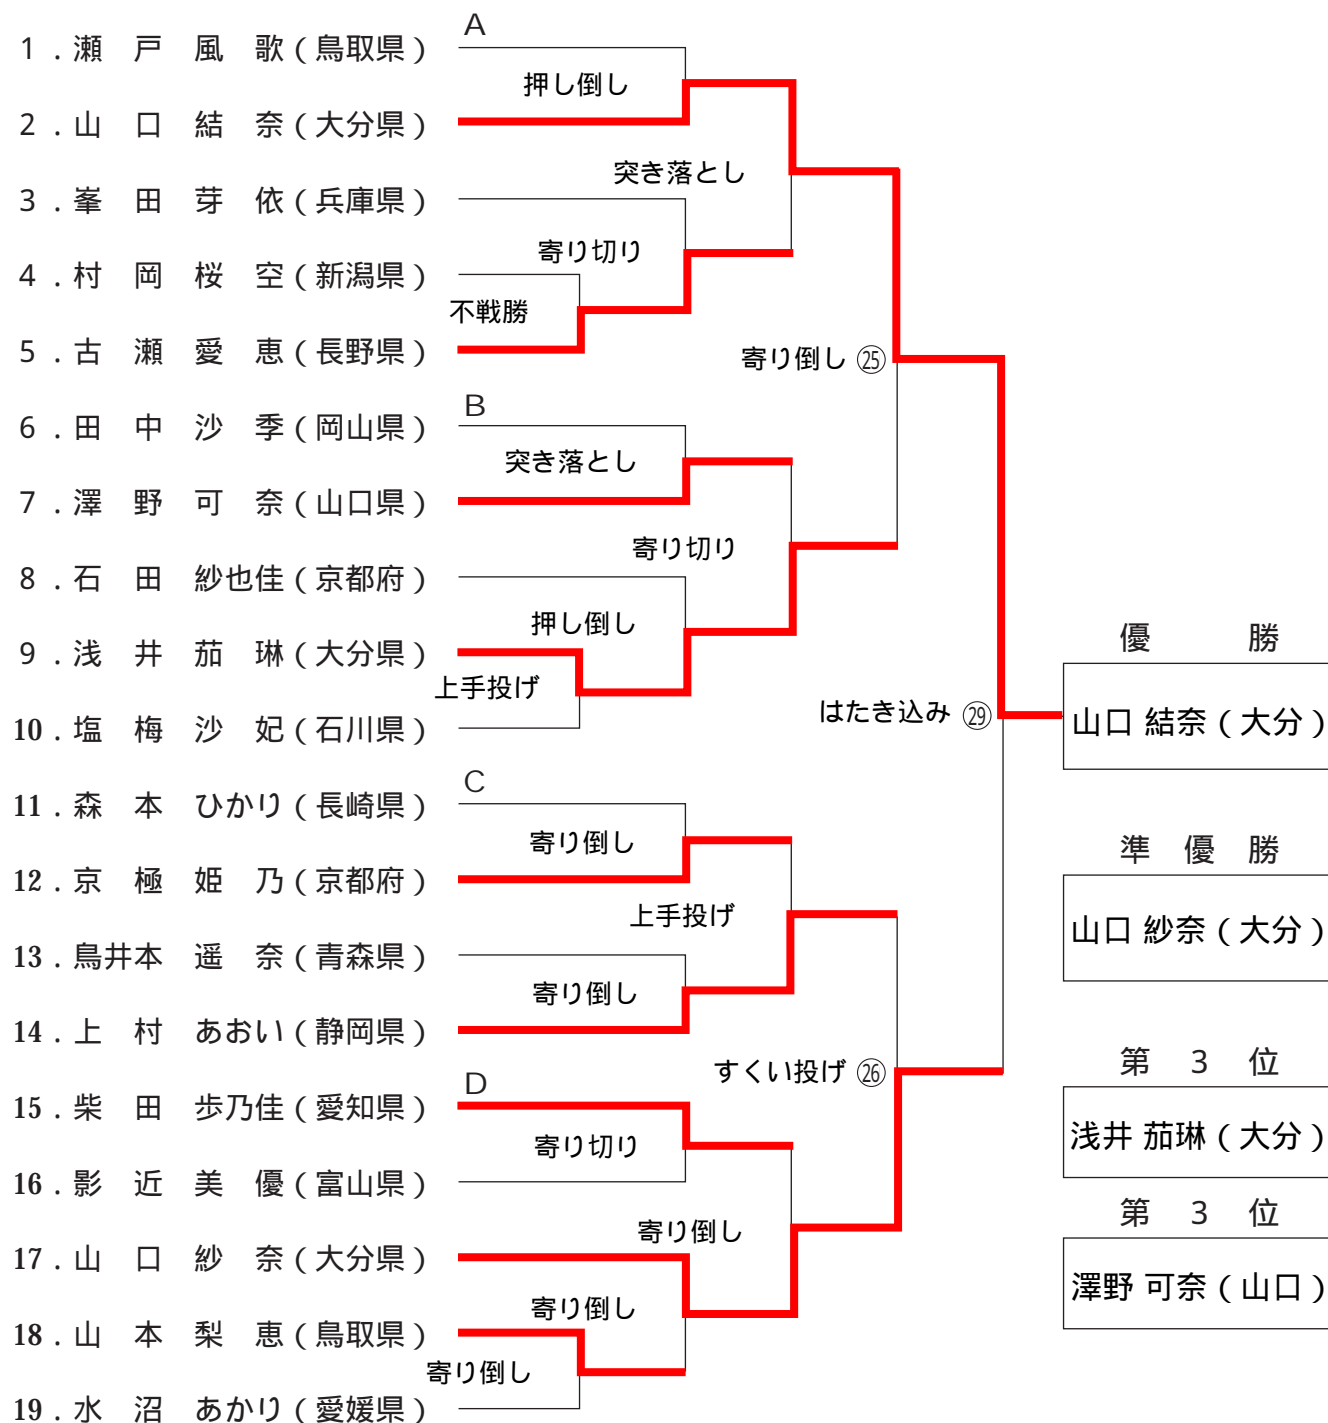 A
1．瀬戸風歌(鳥取県)
押し倒し
2．山口結奈(大分県)
突き落とし
3．峯田芽依(兵庫県)
寄り切り
4．村岡桜空(新潟県)
不戦勝
5．古瀬愛恵(長野県)
寄り倒し ㉕
B
6．田中沙季(岡山県)
突き落とし
7．澤野可奈(山口県)
寄り切り
8．石田紗也佳(京都府)
押し倒し
9．浅井茄琳(大分県)
上手投げ
10．塩梅沙妃(石川県)
はたき込み ㉙
C
11．森本ひかり(長崎県)
寄り倒し
12．京極姫乃(京都府)
上手投げ
13．鳥井本遥奈(青森県)
寄り倒し
14．上村あおい(静岡県)
すくい投げ ㉖
D
15．柴田歩乃佳(愛知県)
寄り切り
16．影近美優(富山県)
寄り倒し
17．山口紗奈(大分県)
寄り倒し
18．山本梨恵(鳥取県)
寄り倒し
19．水沼あかり(愛媛県)
優勝
山口 結奈(大分)
準優勝
山口 紗奈(大分)
第3位
浅井 茄琳(大分)
第3位
澤野 可奈(山口)